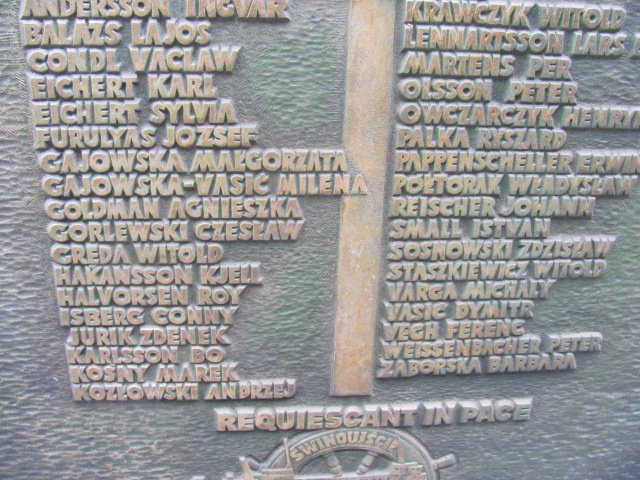 ANDERSSON INGVAR
BALAZS LAJOS
CONDL VACLAW
EICHERT KARL
EICHERT SYLVIA
FURULYAS JOZSEF
GAJOWSKA MAŁGORZATA
GAJOWSKA-VASIĆ MILENA
GOLDMAN AGNIESZKA
GORLEWSKI CZESŁAW
GREDA WITOLD
HAKANSSON KJELL
HALVORSEN ROY
ISBERG CONNY
JURIK ZDENEK
KARLSSON BO
KOŚNY MAREK
KOZŁOWSKI ANDRZEJ
KRAWCZYK WITOLD
LENNARTSSON LARS
MARTENS PER
OLSSON PETER
OWCZARCZYK HENRYK
PALKA RYSZARD
PAPPENSCHELLER ERWIN
PÓŁTORAK WŁADYSŁAW
REISCHER JOHANN
SMALL ISTVAN
SOSNOWSKI ZDZISŁAW
STASZKIEWICZ WITOLD
VARGA MICHALY
VASIC DYMITR
VEGH FERENC
WEISSENBACHER PETER
ZABORSKA BARBARA
REQUIESCANT IN PACE
ŚWINOUJŚCIE